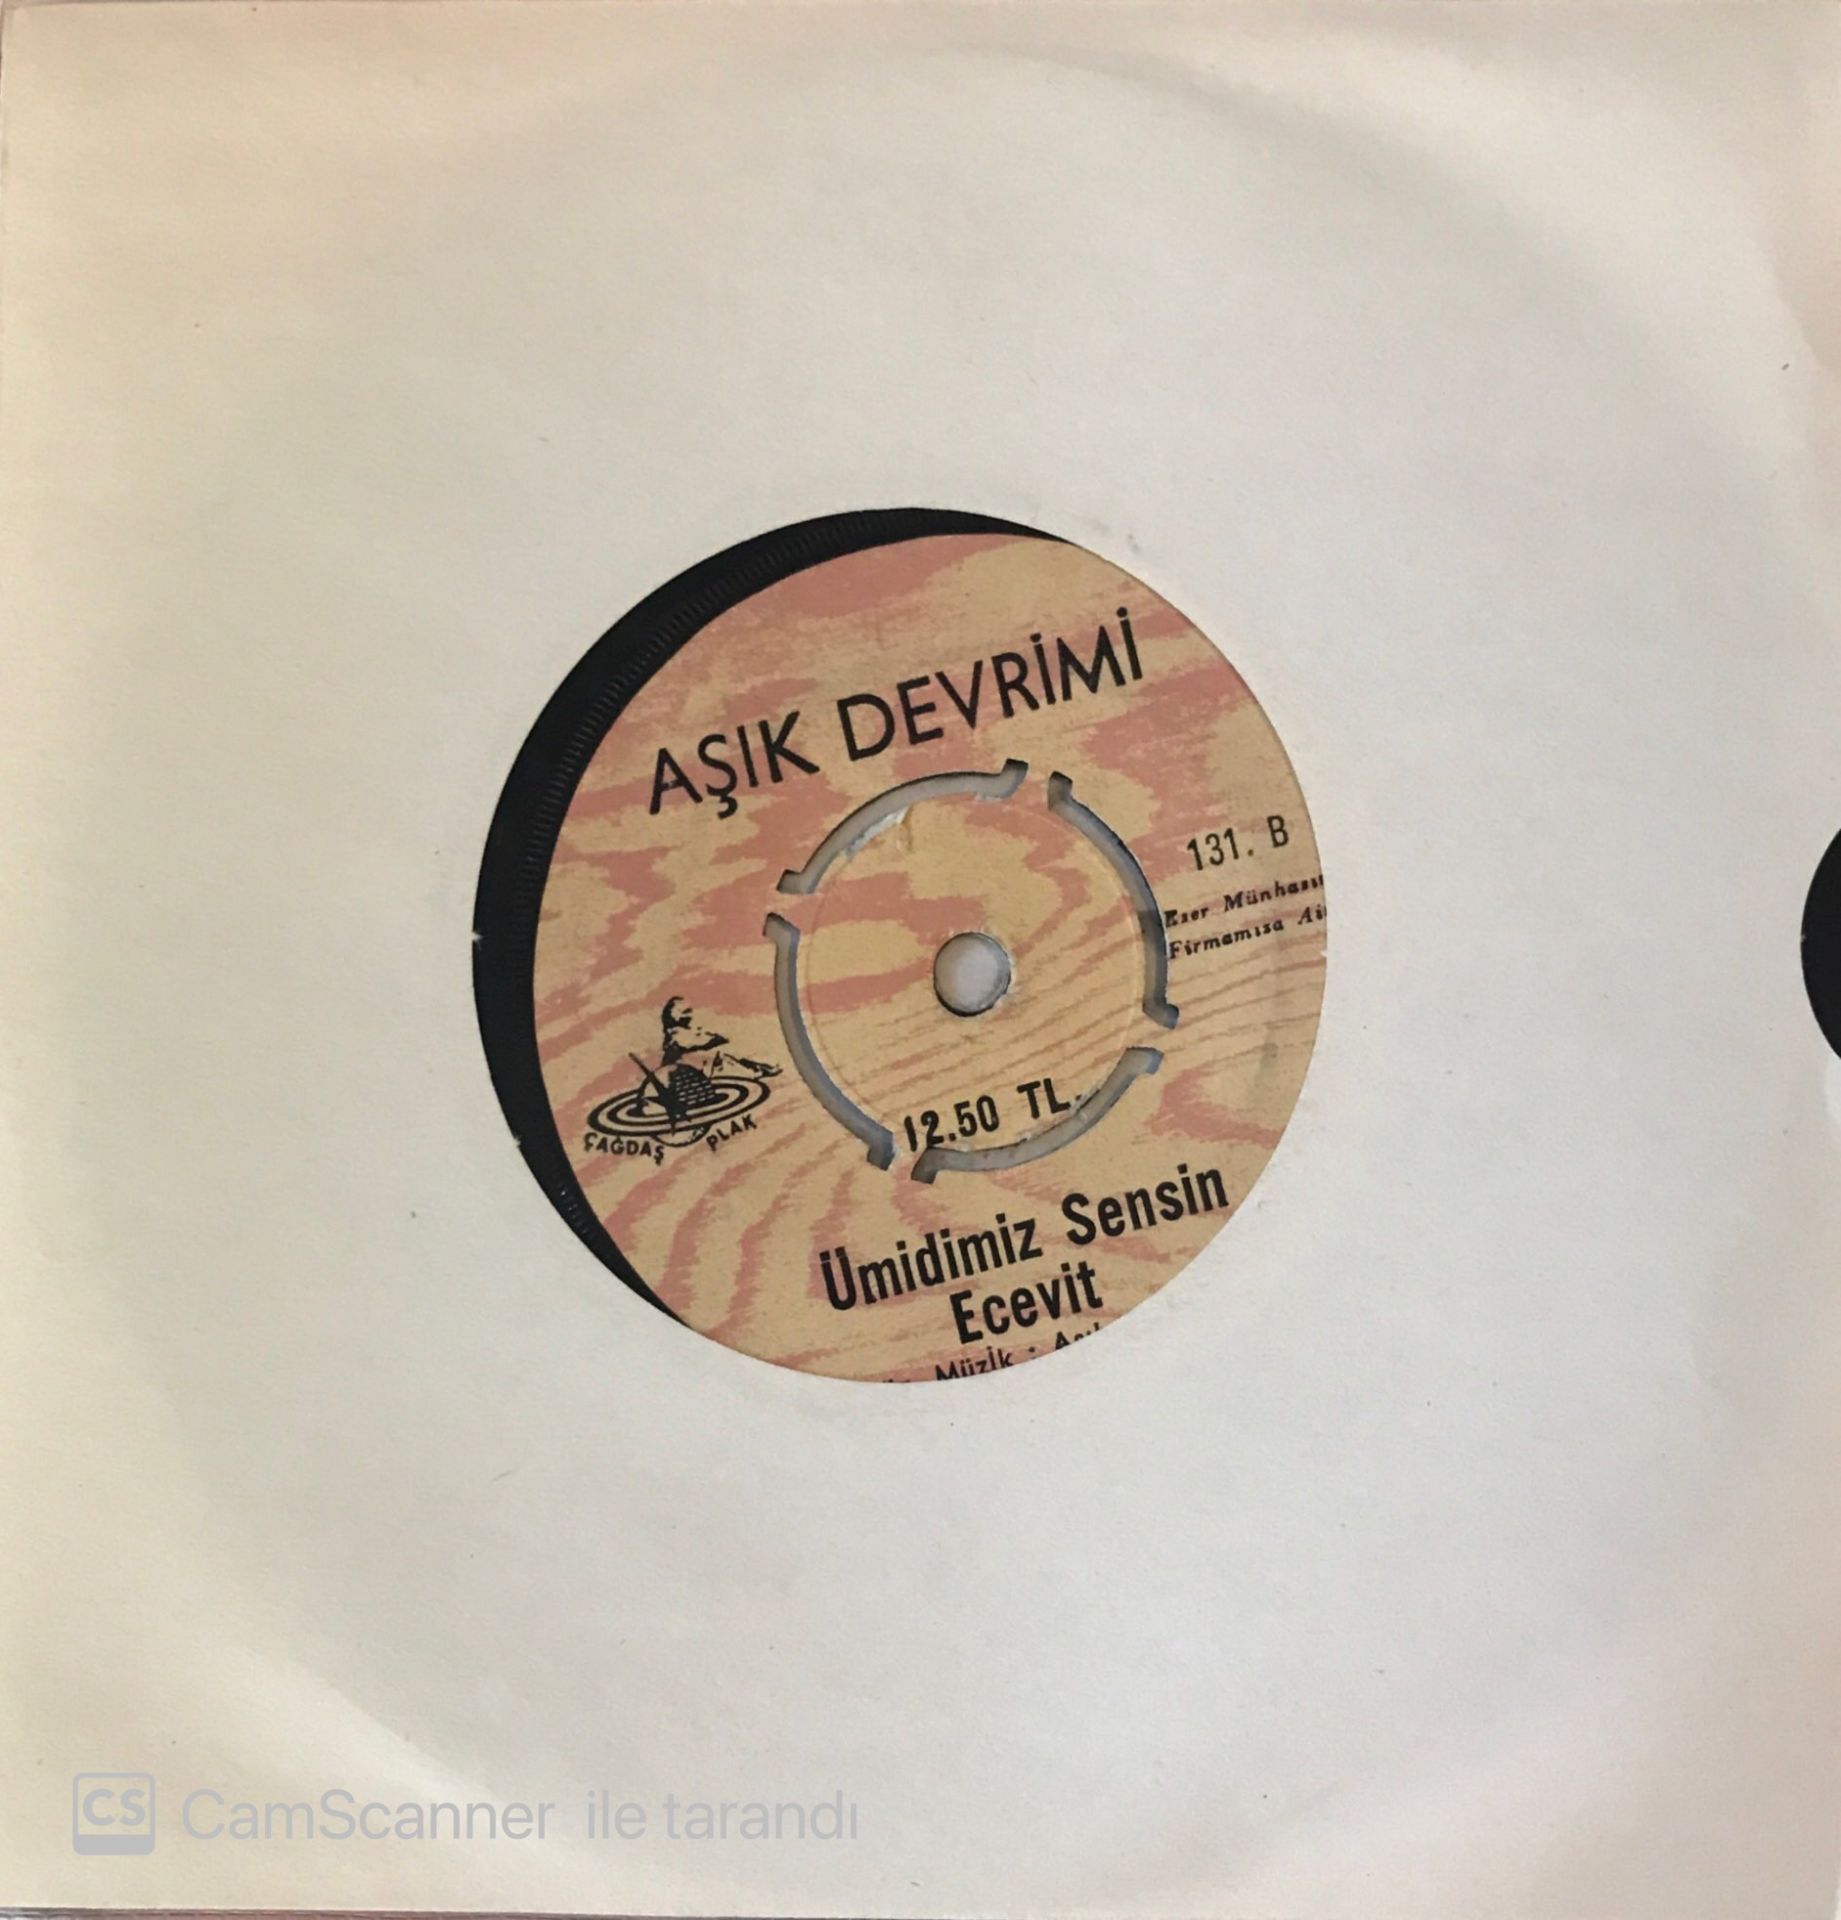 AŞIK DEVRİMİ
131. B
Eser Münhasır
Firmamıza Ait
ÇAĞDAŞ PLAK
12.50 TL.
Ümidimiz Sensin
Ecevit
Müzik :
CS CamScanner ile tarandı